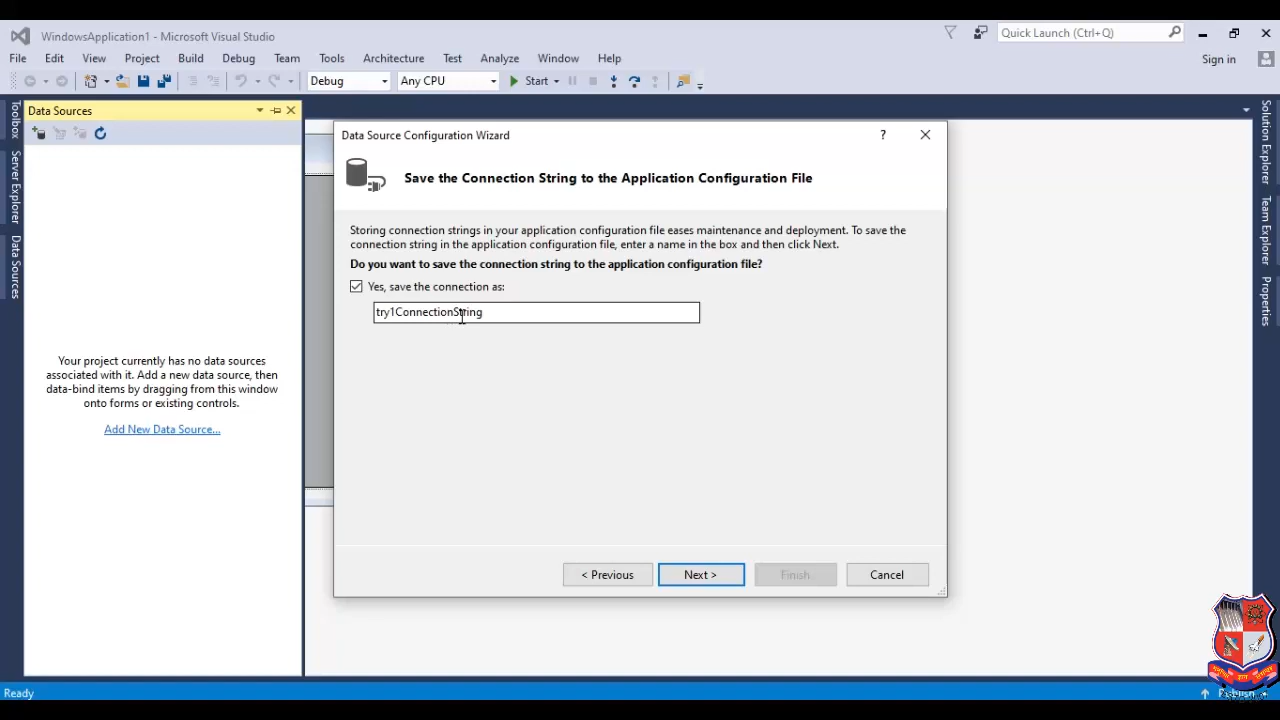 WindowsApplication1 - Microsoft Visual Studio
Quick Launch (Ctrl+Q)
File Edit View Project Build Debug Team Tools Architecture Test Analyze Window Help
Sign in
Debug Any CPU Start
Data Sources
Toolbox
Server Explorer
Data Sources
Your project currently has no data sources
associated with it. Add a new data source, then
data-bind items by dragging from this window
onto forms or existing controls.
Add New Data Source...
Data Source Configuration Wizard
?
Save the Connection String to the Application Configuration File
Storing connection strings in your application configuration file eases maintenance and deployment. To save the
connection string in the application configuration file, enter a name in the box and then click Next.
Do you want to save the connection string to the application configuration file?
Yes, save the connection as:
try1ConnectionString
< Previous Next > Finish Cancel
Solution Explorer
Team Explorer
Properties
Ready